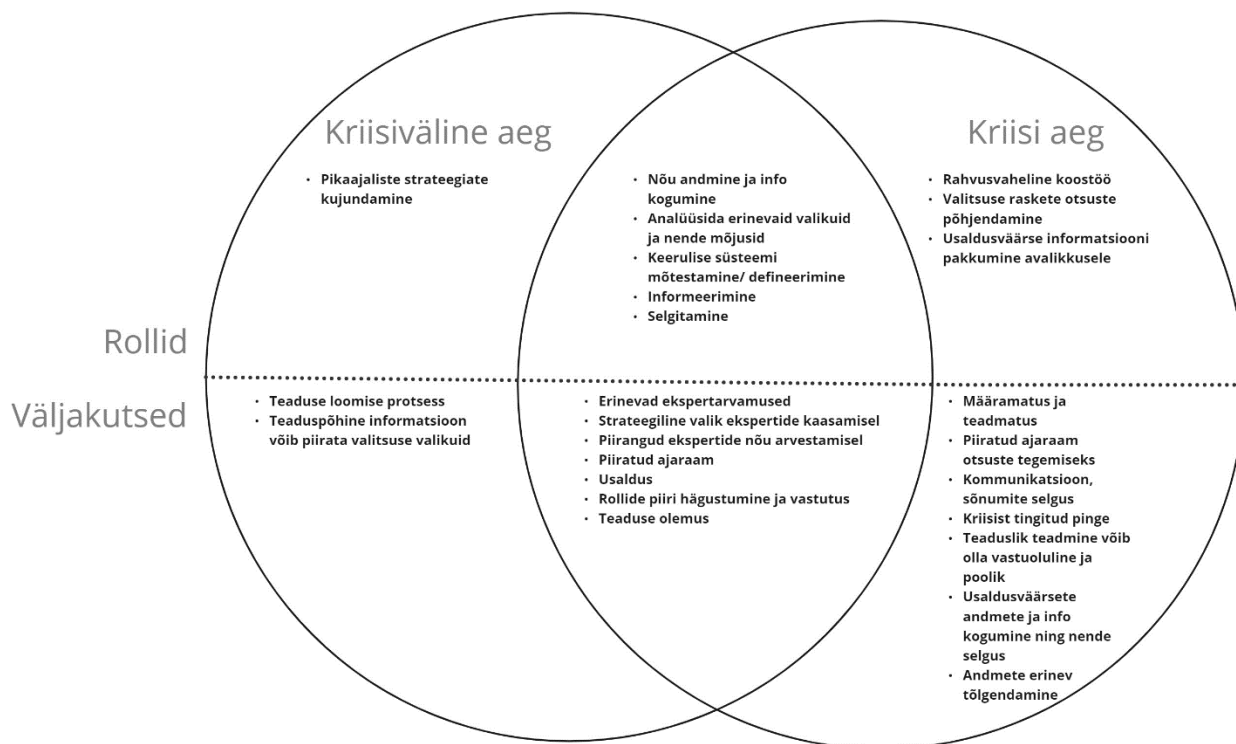 Kriisiväline aeg
Kriisi aeg
Pikaajaliste strateegiate
kujundamine
Nõu andmine ja info
kogumine
Analüüsida erinevaid valikuid
ja nende mõjusid
Keerulise süsteemi
mõtestamine/ defineerimine
Informeerimine
Selgitamine
Rahvusvaheline koostöö
Valitsuse raskete otsuste
põhjendamine
Usaldusväärse informatsiooni
pakkumine avalikkusele
Rollid
Väljakutsed
Teaduse loomise protsess
Teaduspõhine informatsioon
võib piirata valitsuse valikuid
Erinevad ekspertarvamused
Strateegiline valik ekspertide kaasamisel
Piirangud ekspertide nõu arvestamisel
Piiratud ajaraam
Usaldus
Rollide piiri hägustumine ja vastutus
Teaduse olemus
Määramatus ja
teadmatus
Piiratud ajaraam
otsuste tegemiseks
Kommunikatsioon,
sõnumite selgus
Kriisist tingitud pinge
Teaduslik teadmine võib
olla vastuoluline ja
poolik
Usaldusväärsete
andmete ja info
kogumine ning nende
selgus
Andmete erinev
tõlgendamine